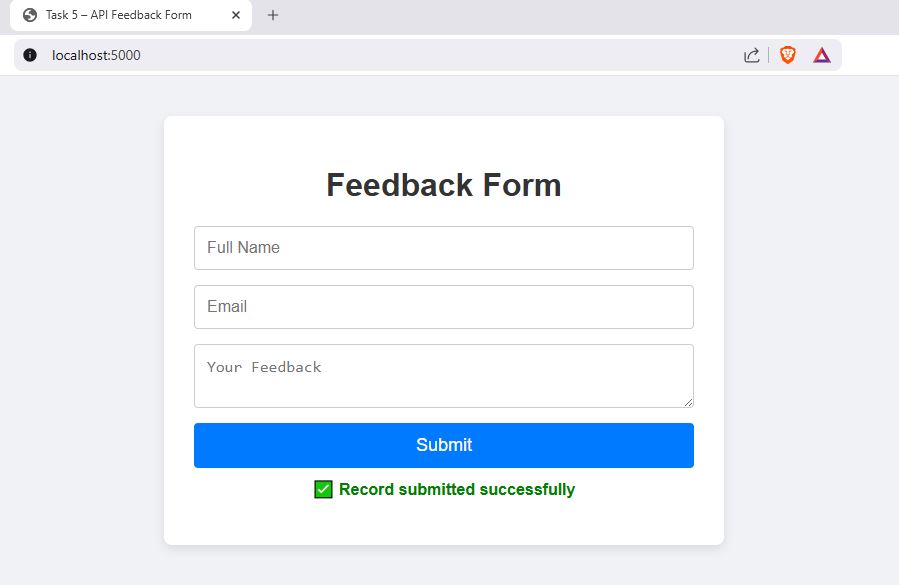 Task 5 – API Feedback Form
localhost:5000
Feedback Form
Full Name
Email
Your Feedback
Submit
✅ Record submitted successfully